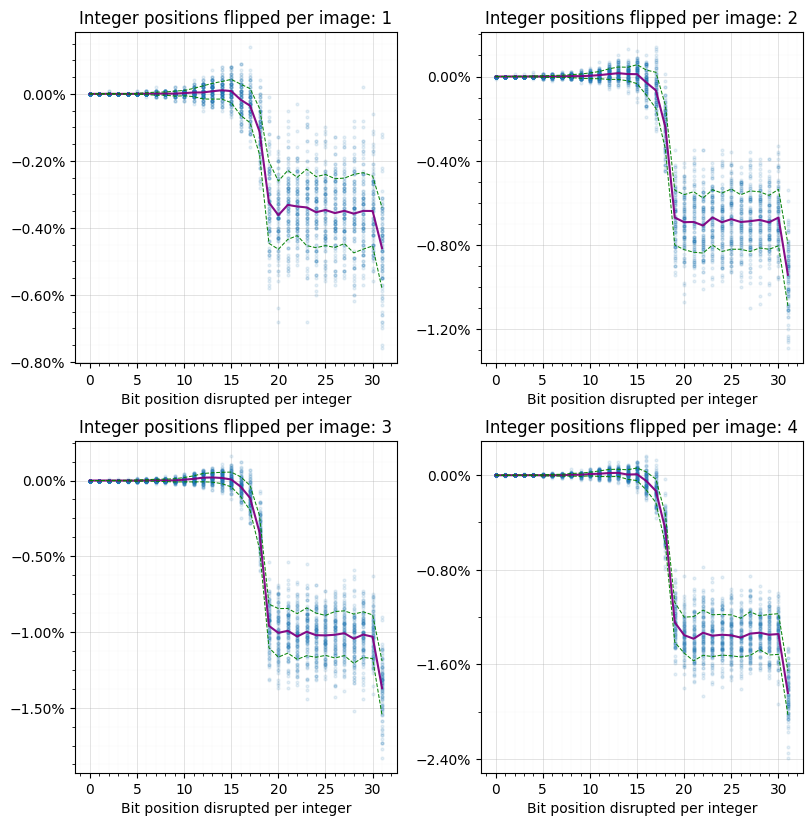 Integer positions flipped per image: 1
0.00%
−0.20%
−0.40%
−0.60%
−0.80%
0 5 10 15 20 25 30
Bit position disrupted per integer
Integer positions flipped per image: 2
0.00%
−0.40%
−0.80%
−1.20%
0 5 10 15 20 25 30
Bit position disrupted per integer
Integer positions flipped per image: 3
0.00%
−0.50%
−1.00%
−1.50%
0 5 10 15 20 25 30
Bit position disrupted per integer
Integer positions flipped per image: 4
0.00%
−0.80%
−1.60%
−2.40%
0 5 10 15 20 25 30
Bit position disrupted per integer